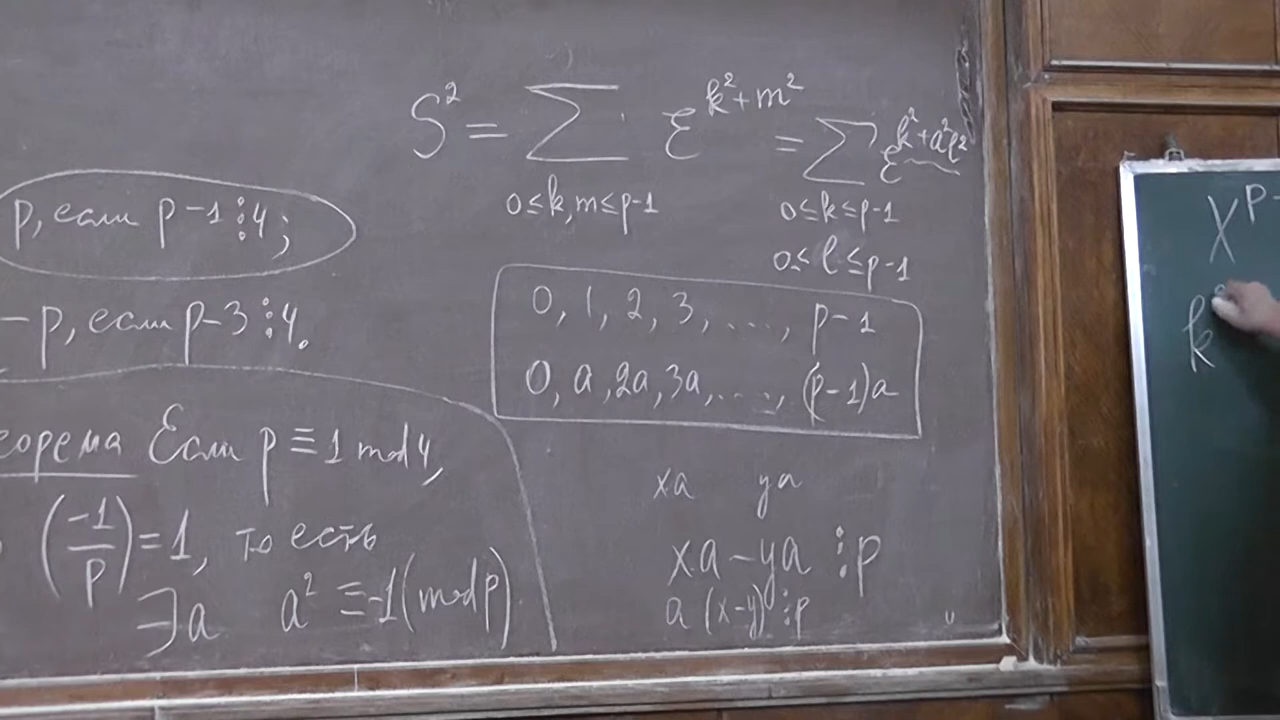 S² = ∑ ε^{k²+m²} = ∑ ε^{k²+a²l²}
0≤k,m≤p-1 0≤k≤p-1
0≤l≤p-1
p, если p-1⋮4;
-p, если p-3⋮4.
0, 1, 2, 3, ...., p-1
0, a, 2a, 3a, ...., (p-1)a
еорема Если p≡1 mod 4,
(-1/p)=1, то есть
∃a a²≡-1(mod p)
xa ya
xa-ya ⋮p
a(x-y)⋮p
X^{p-
k